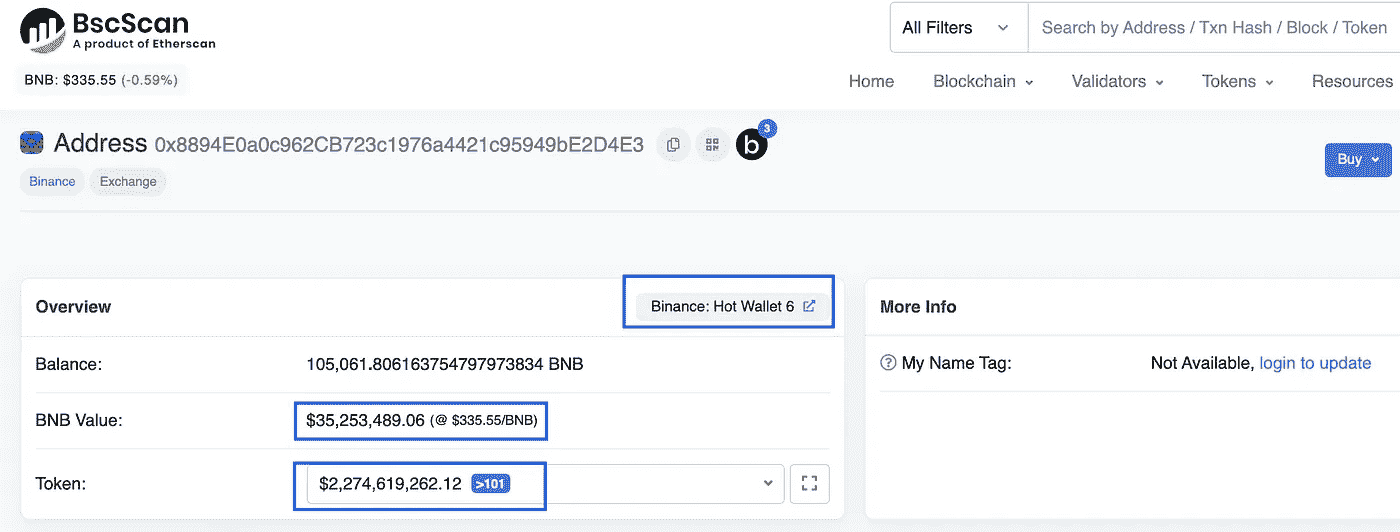 BscScan
A product of Etherscan
All Filters
Search by Address / Txn Hash / Block / Token
BNB: $335.55 (-0.59%)
Home Blockchain Validators Tokens Resources
Address 0x8894E0a0c962CB723c1976a4421c95949bE2D4E3
b
3
Buy
Binance Exchange
Overview
Binance: Hot Wallet 6
More Info
Balance: 105,061.806163754797973834 BNB
My Name Tag: Not Available, login to update
BNB Value: $35,253,489.06 (@ $335.55/BNB)
Token: $2,274,619,262.12 >101